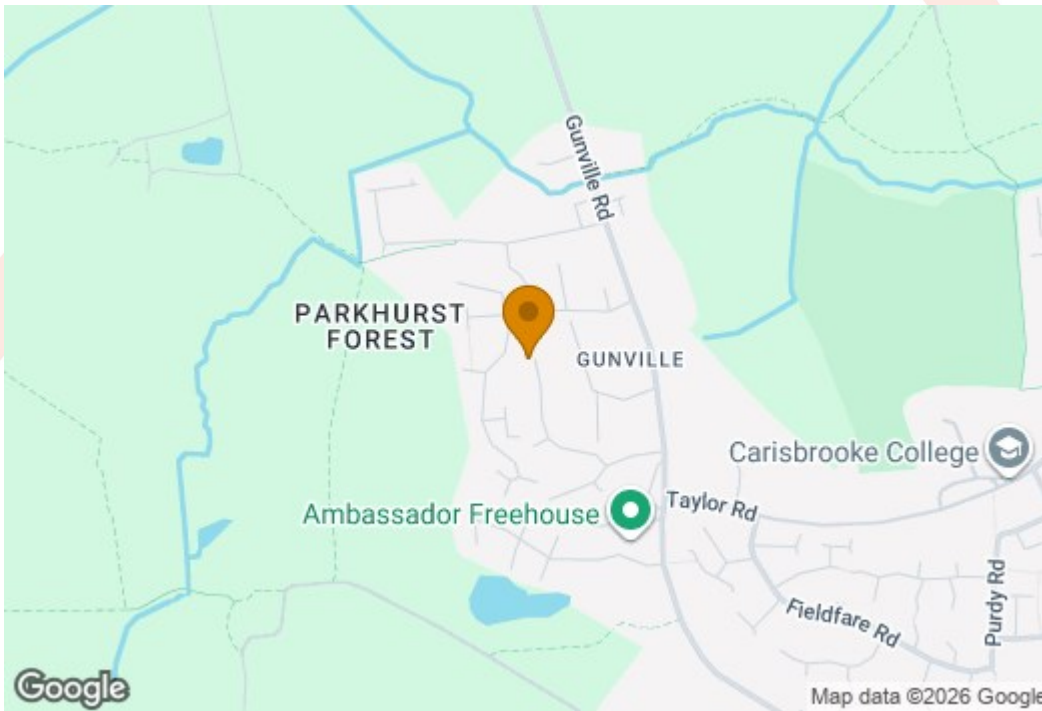 Gunville Rd
PARKHURST
FOREST
GUNVILLE
Carisbrooke College
Ambassador Freehouse
Taylor Rd
Fieldfare Rd
Purdy Rd
Google
Map data ©2026 Google